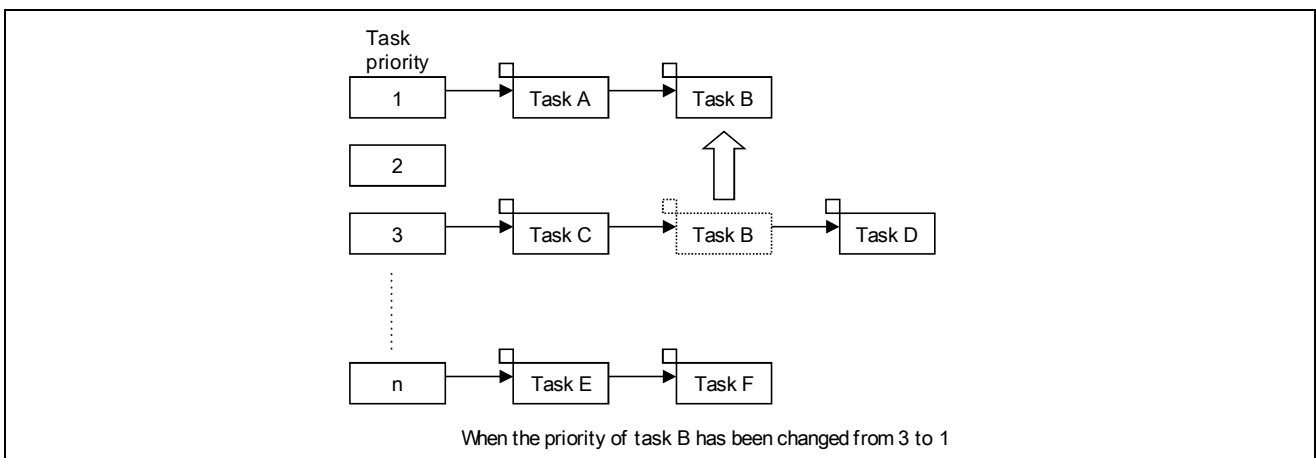 Task
priority
1
Task A
Task B
2
3
Task C
Task B
Task D
n
Task E
Task F
When the priority of task B has been changed from 3 to 1